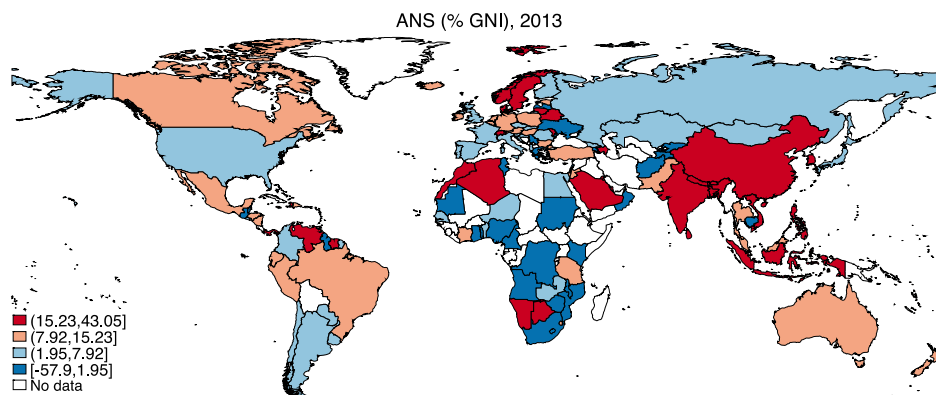 ANS (% GNI), 2013
(15.23,43.05]
(7.92,15.23]
(1.95,7.92]
[-57.9,1.95]
No data